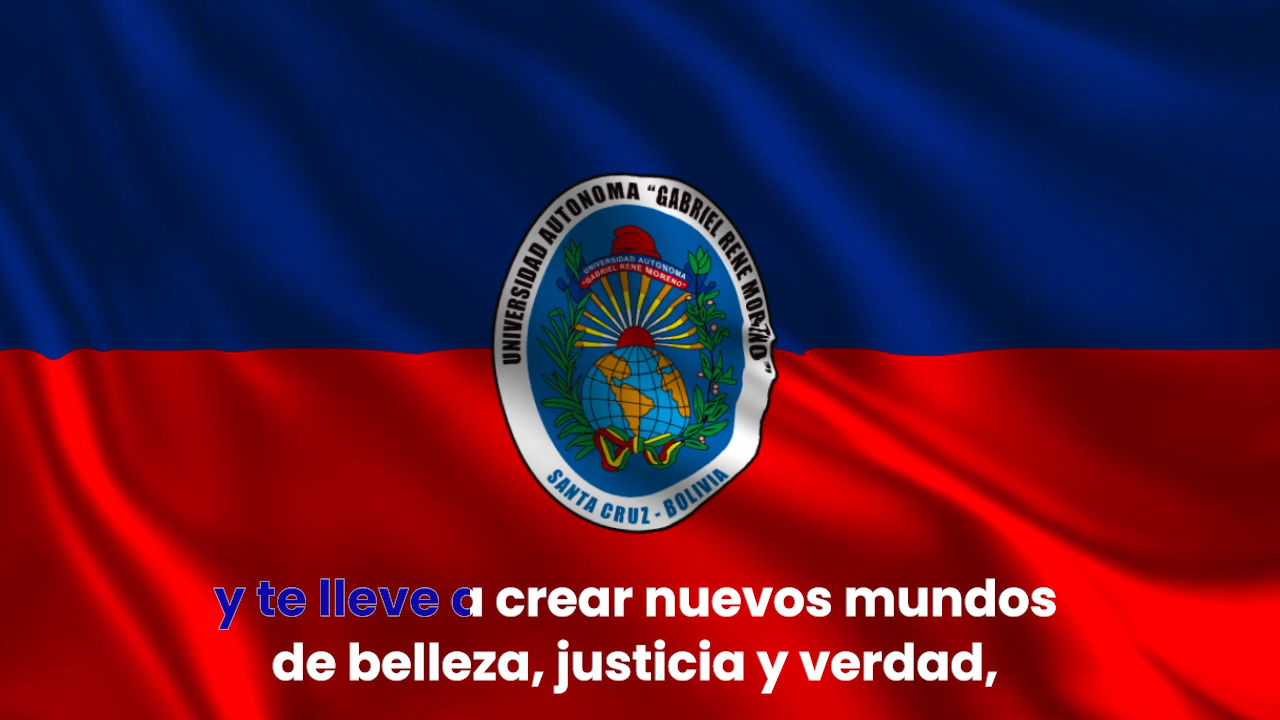 UNIVERSIDAD AUTONOMA “GABRIEL RENE MORENO”
UNIVERSIDAD AUTONOMA
"GABRIEL RENE MORENO"
SANTA CRUZ - BOLIVIA
y te lleve a crear nuevos mundos
de belleza, justicia y verdad,